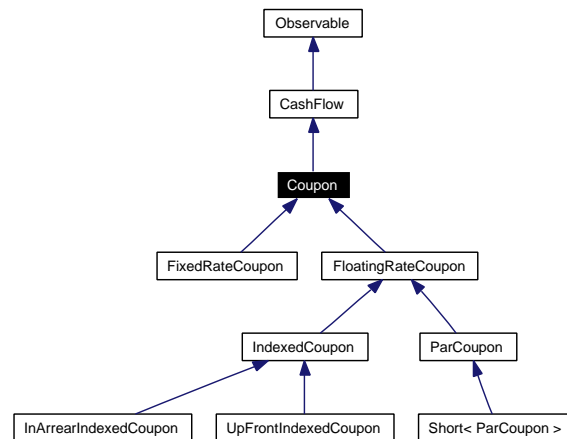 Observable
CashFlow
Coupon
FixedRateCoupon
FloatingRateCoupon
IndexedCoupon
ParCoupon
InArrearIndexedCoupon
UpFrontIndexedCoupon
Short< ParCoupon >